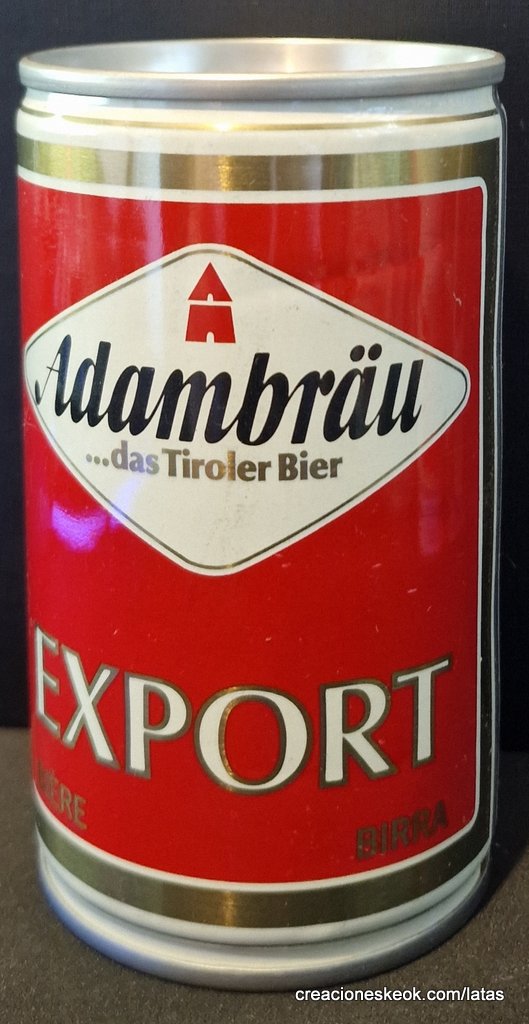 Adambräu
...das Tiroler Bier
EXPORT
BIRRA
creacioneskeok.com/latas